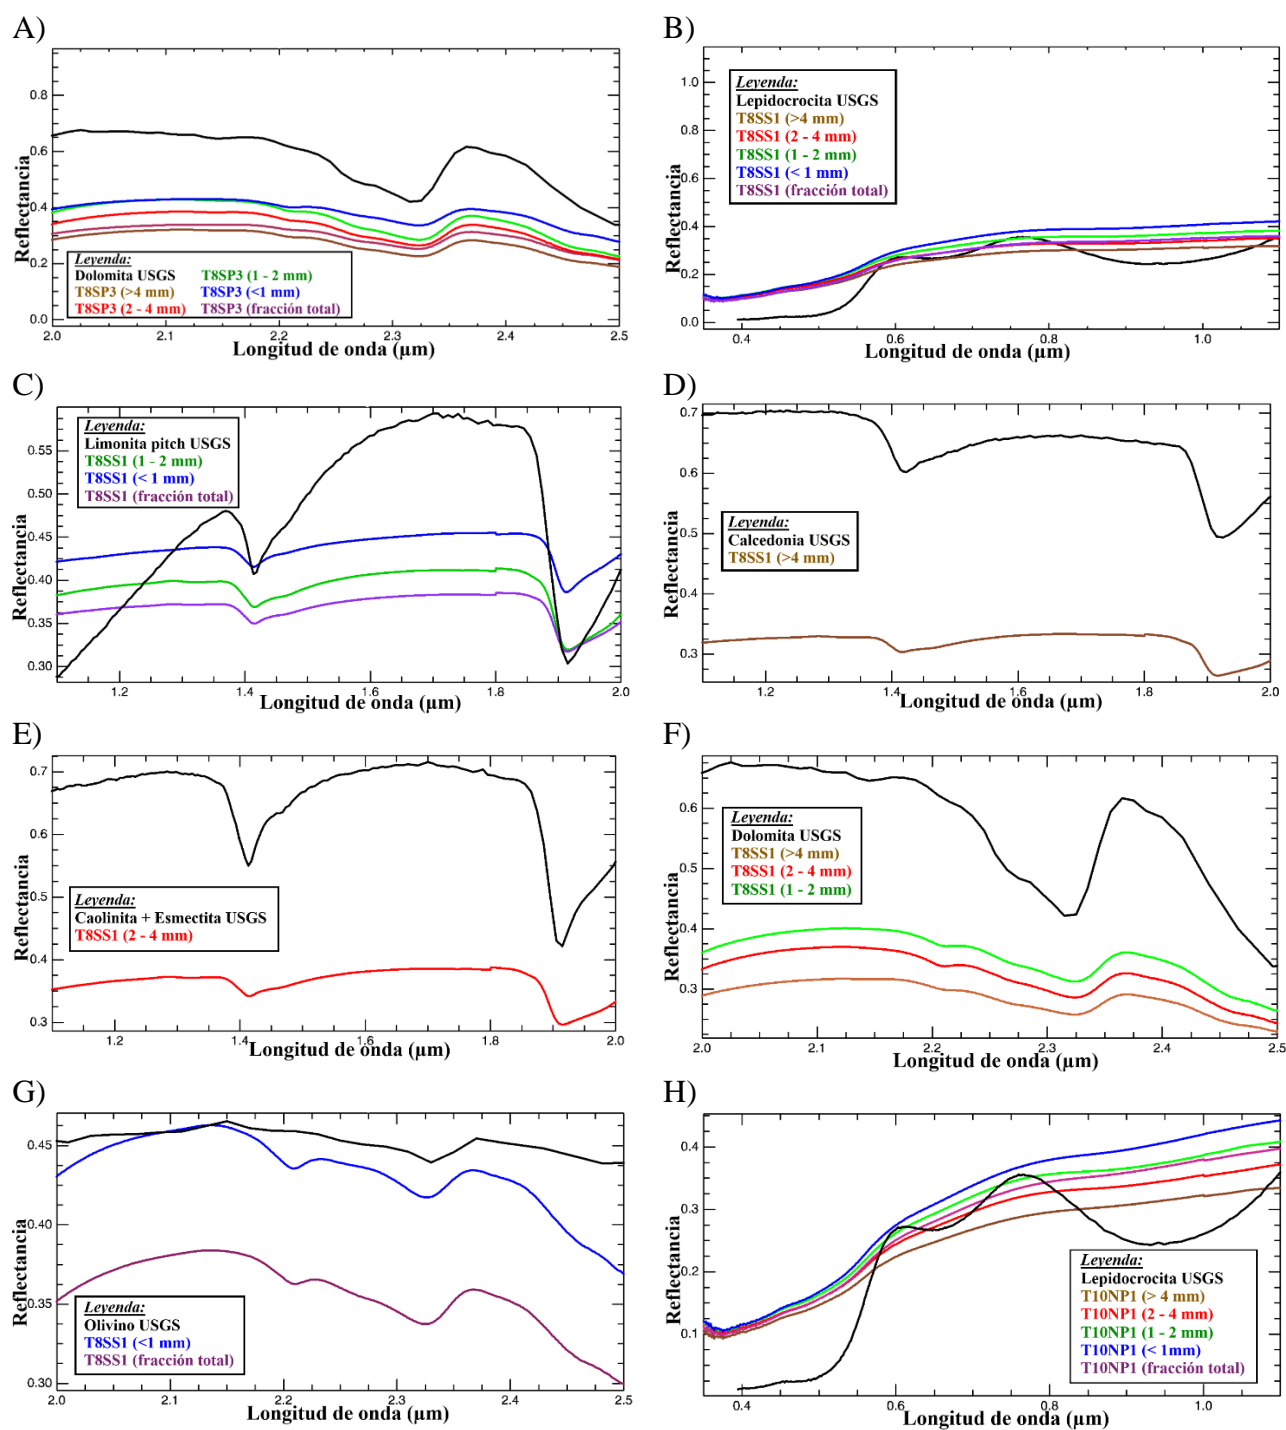 A)
0.8
0.6
0.4
0.2
0.0
Reflectancia
Leyenda:
Dolomita USGS
T8SP3 (>4 mm)
T8SP3 (2 - 4 mm)
T8SP3 (1 - 2 mm)
T8SP3 (<1 mm)
T8SP3 (fracción total)
2.0 2.1 2.2 2.3 2.4 2.5
Longitud de onda (µm)
B)
1.0
0.8
0.6
0.4
0.2
0.0
Reflectancia
Leyenda:
Lepidocrocita USGS
T8SS1 (>4 mm)
T8SS1 (2 - 4 mm)
T8SS1 (1 - 2 mm)
T8SS1 (< 1 mm)
T8SS1 (fracción total)
0.4 0.6 0.8 1.0
Longitud de onda (µm)
C)
0.55
0.50
0.45
0.40
0.35
0.30
Reflectancia
Leyenda:
Limonita pitch USGS
T8SS1 (1 - 2 mm)
T8SS1 (< 1 mm)
T8SS1 (fracción total)
1.2 1.4 1.6 1.8 2.0
Longitud de onda (µm)
D)
0.7
0.6
0.5
0.4
0.3
Reflectancia
Leyenda:
Calcedonia USGS
T8SS1 (>4 mm)
1.2 1.4 1.6 1.8 2.0
Longitud de onda (µm)
E)
0.7
0.6
0.5
0.4
0.3
Reflectancia
Leyenda:
Caolinita + Esmectita USGS
T8SS1 (2 - 4 mm)
1.2 1.4 1.6 1.8 2.0
Longitud de onda (µm)
F)
0.6
0.5
0.4
0.3
Reflectancia
Leyenda:
Dolomita USGS
T8SS1 (>4 mm)
T8SS1 (2 - 4 mm)
T8SS1 (1 - 2 mm)
2.0 2.1 2.2 2.3 2.4 2.5
Longitud de onda (µm)
G)
0.45
0.40
0.35
0.30
Reflectancia
Leyenda:
Olivino USGS
T8SS1 (<1 mm)
T8SS1 (fracción total)
2.0 2.1 2.2 2.3 2.4 2.5
Longitud de onda (µm)
H)
0.4
0.3
0.2
0.1
Reflectancia
Leyenda:
Lepidocrocita USGS
T10NP1 (> 4 mm)
T10NP1 (2 - 4 mm)
T10NP1 (1 - 2 mm)
T10NP1 (< 1mm)
T10NP1 (fracción total)
0.4 0.6 0.8 1.0
Longitud de onda (µm)